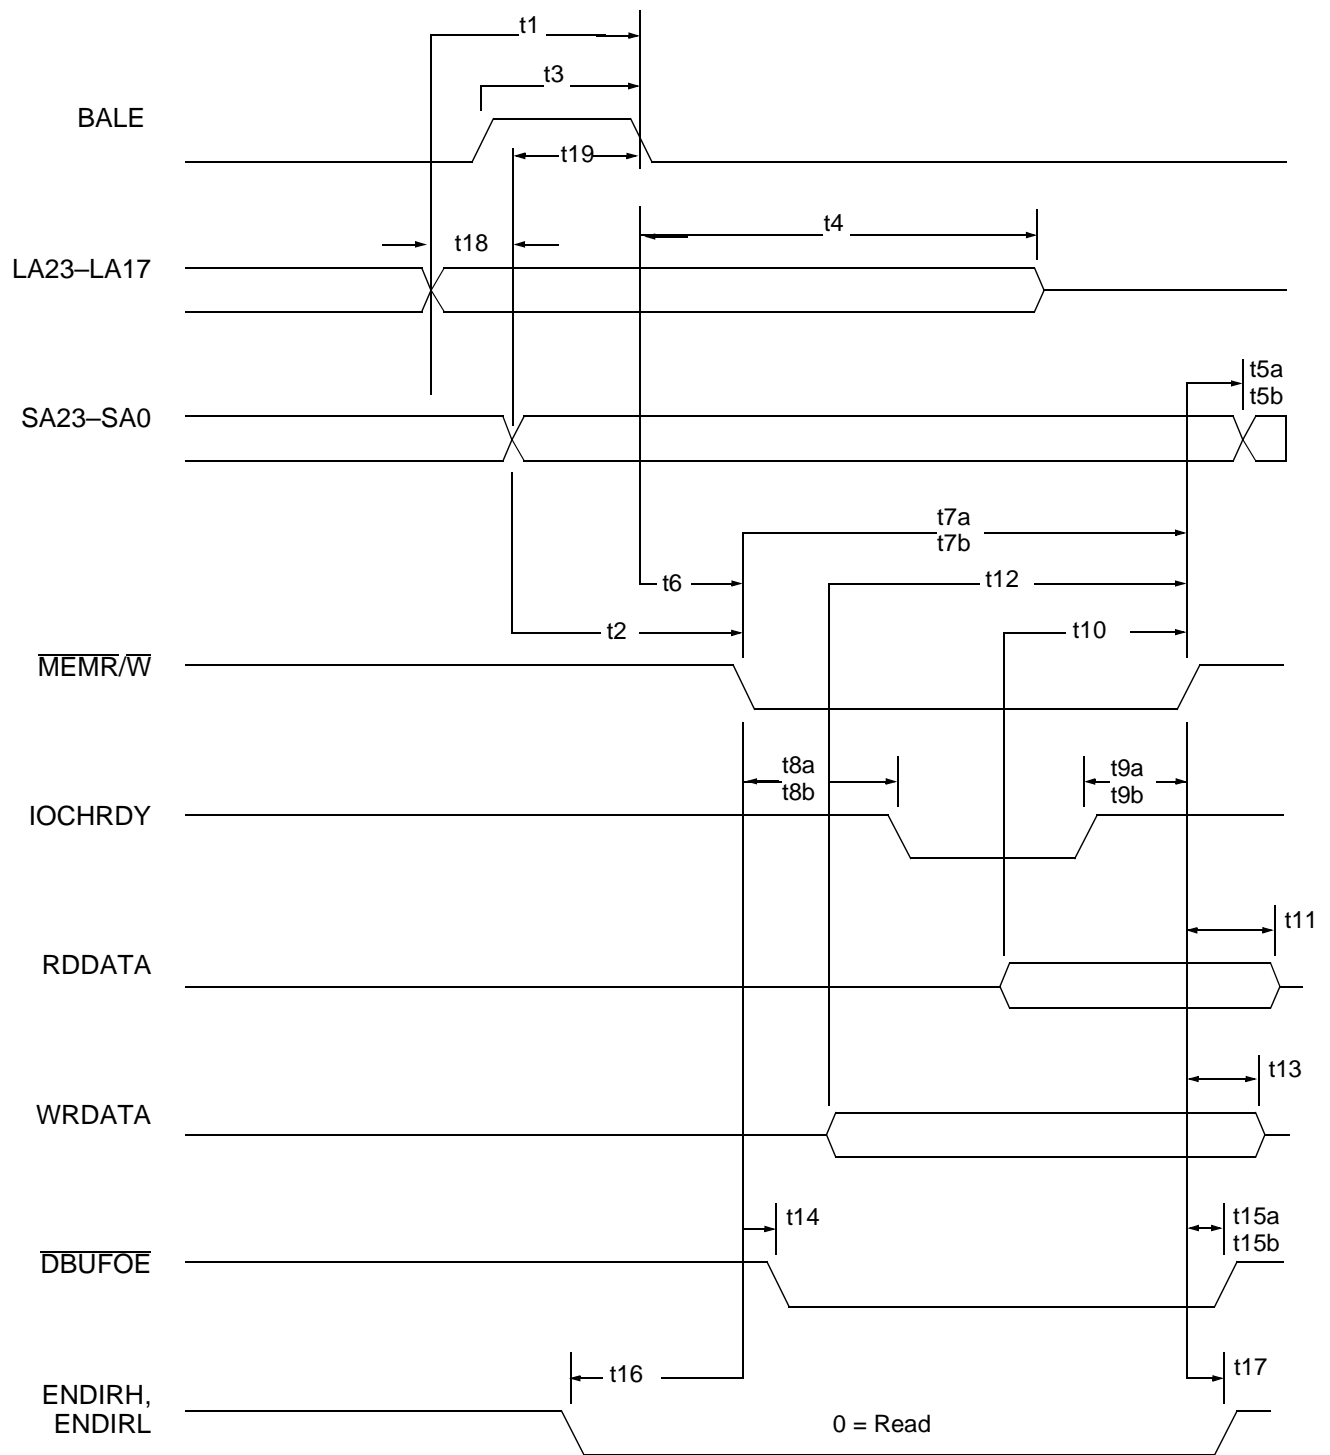 t1
t3
BALE
t19
t4
t18
LA23–LA17
t5a
t5b
SA23–SA0
t7a
t7b
t6
t12
t2
t10
MEMR/W
t8a
t8b
t9a
t9b
IOCHRDY
t11
RDDATA
t13
WRDATA
t14
t15a
t15b
DBUFOE
t16
t17
ENDIRH,
ENDIRL
0 = Read